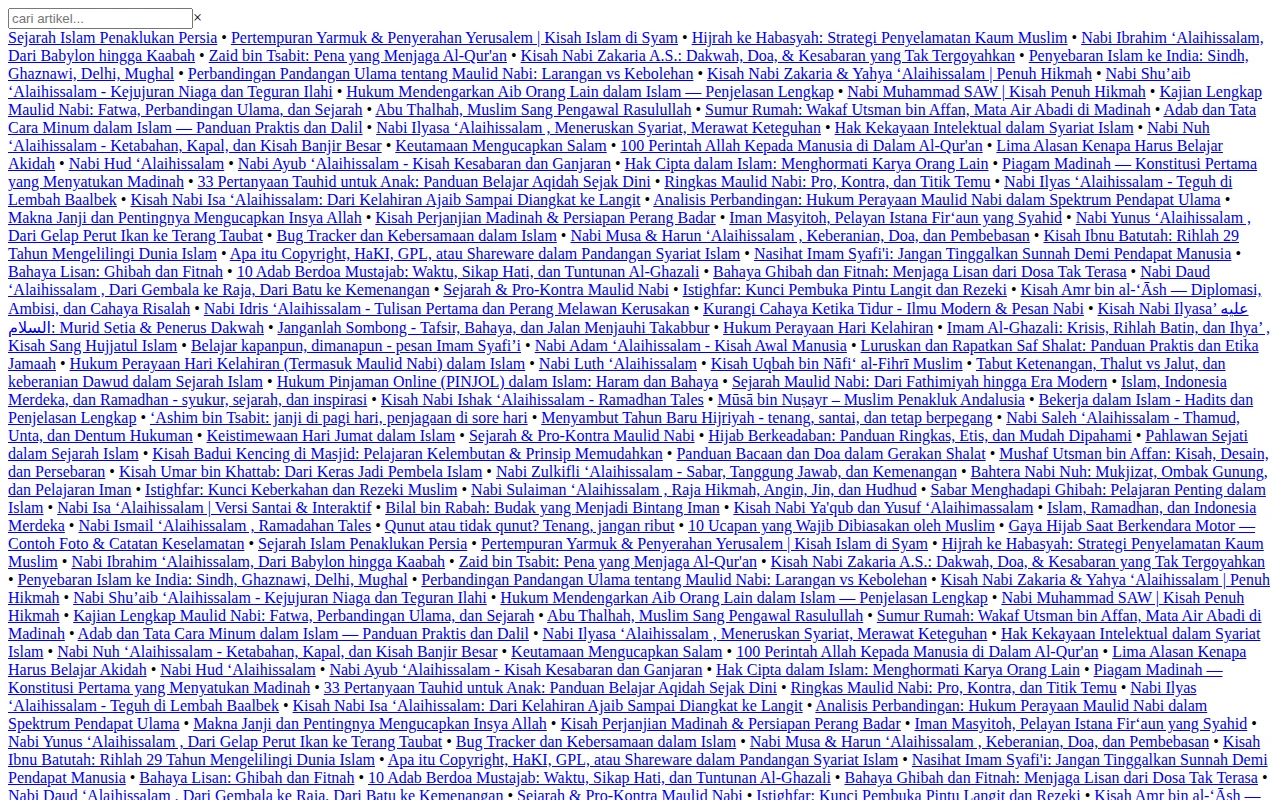 cari artikel... ×
Sejarah Islam Penaklukan Persia • Pertempuran Yarmuk & Penyerahan Yerusalem | Kisah Islam di Syam • Hijrah ke Habasyah: Strategi Penyelamatan Kaum Muslim • Nabi Ibrahim ‘Alaihissalam,
Dari Babylon hingga Kaabah • Zaid bin Tsabit: Pena yang Menjaga Al-Qur'an • Kisah Nabi Zakaria A.S.: Dakwah, Doa, & Kesabaran yang Tak Tergoyahkan • Penyebaran Islam ke India: Sindh,
Ghaznawi, Delhi, Mughal • Perbandingan Pandangan Ulama tentang Maulid Nabi: Larangan vs Kebolehan • Kisah Nabi Zakaria & Yahya ‘Alaihissalam | Penuh Hikmah • Nabi Shu’aib
‘Alaihissalam - Kejujuran Niaga dan Teguran Ilahi • Hukum Mendengarkan Aib Orang Lain dalam Islam — Penjelasan Lengkap • Nabi Muhammad SAW | Kisah Penuh Hikmah • Kajian Lengkap
Maulid Nabi: Fatwa, Perbandingan Ulama, dan Sejarah • Abu Thalhah, Muslim Sang Pengawal Rasulullah • Sumur Rumah: Wakaf Utsman bin Affan, Mata Air Abadi di Madinah • Adab dan Tata
Cara Minum dalam Islam — Panduan Praktis dan Dalil • Nabi Ilyasa ‘Alaihissalam , Meneruskan Syariat, Merawat Keteguhan • Hak Kekayaan Intelektual dalam Syariat Islam • Nabi Nuh
‘Alaihissalam - Ketabahan, Kapal, dan Kisah Banjir Besar • Keutamaan Mengucapkan Salam • 100 Perintah Allah Kepada Manusia di Dalam Al-Qur'an • Lima Alasan Kenapa Harus Belajar
Akidah • Nabi Hud ‘Alaihissalam • Nabi Ayub ‘Alaihissalam - Kisah Kesabaran dan Ganjaran • Hak Cipta dalam Islam: Menghormati Karya Orang Lain • Piagam Madinah — Konstitusi Pertama
yang Menyatukan Madinah • 33 Pertanyaan Tauhid untuk Anak: Panduan Belajar Aqidah Sejak Dini • Ringkas Maulid Nabi: Pro, Kontra, dan Titik Temu • Nabi Ilyas ‘Alaihissalam - Teguh di
Lembah Baalbek • Kisah Nabi Isa ‘Alaihissalam: Dari Kelahiran Ajaib Sampai Diangkat ke Langit • Analisis Perbandingan: Hukum Perayaan Maulid Nabi dalam Spektrum Pendapat Ulama •
Makna Janji dan Pentingnya Mengucapkan Insya Allah • Kisah Perjanjian Madinah & Persiapan Perang Badar • Iman Masyitoh, Pelayan Istana Fir‘aun yang Syahid • Nabi Yunus ‘Alaihissalam ,
Dari Gelap Perut Ikan ke Terang Taubat • Bug Tracker dan Kebersamaan dalam Islam • Nabi Musa & Harun ‘Alaihissalam , Keberanian, Doa, dan Pembebasan • Kisah Ibnu Batutah: Rihlah 29
Tahun Mengelilingi Dunia Islam • Apa itu Copyright, HaKI, GPL, atau Shareware dalam Pandangan Syariat Islam • Nasihat Imam Syafi'i: Jangan Tinggalkan Sunnah Demi Pendapat Manusia •
Bahaya Lisan: Ghibah dan Fitnah • 10 Adab Berdoa Mustajab: Waktu, Sikap Hati, dan Tuntunan Al-Ghazali • Bahaya Ghibah dan Fitnah: Menjaga Lisan dari Dosa Tak Terasa • Nabi Daud
‘Alaihissalam , Dari Gembala ke Raja, Dari Batu ke Kemenangan • Sejarah & Pro-Kontra Maulid Nabi • Istighfar: Kunci Pembuka Pintu Langit dan Rezeki • Kisah Amr bin al-‘Āsh — Diplomasi,
Ambisi, dan Cahaya Risalah • Nabi Idris ‘Alaihissalam - Tulisan Pertama dan Perang Melawan Kerusakan • Kurangi Cahaya Ketika Tidur - Ilmu Modern & Pesan Nabi • Kisah Nabi Ilyasa’ عليه
السلام: Murid Setia & Penerus Dakwah • Janganlah Sombong - Tafsir, Bahaya, dan Jalan Menjauhi Takabbur • Hukum Perayaan Hari Kelahiran • Imam Al-Ghazali: Krisis, Rihlah Batin, dan Ihya’ ,
Kisah Sang Hujjatul Islam • Belajar kapanpun, dimanapun - pesan Imam Syafi’i • Nabi Adam ‘Alaihissalam - Kisah Awal Manusia • Luruskan dan Rapatkan Saf Shalat: Panduan Praktis dan Etika
Jamaah • Hukum Perayaan Hari Kelahiran (Termasuk Maulid Nabi) dalam Islam • Nabi Luth ‘Alaihissalam • Kisah Uqbah bin Nāfi‘ al-Fihrī Muslim • Tabut Ketenangan, Thalut vs Jalut, dan
keberanian Dawud dalam Sejarah Islam • Hukum Pinjaman Online (PINJOL) dalam Islam: Haram dan Bahaya • Sejarah Maulid Nabi: Dari Fathimiyah hingga Era Modern • Islam, Indonesia
Merdeka, dan Ramadhan - syukur, sejarah, dan inspirasi • Kisah Nabi Ishak ‘Alaihissalam - Ramadhan Tales • Mūsā bin Nuṣayr – Muslim Penakluk Andalusia • Bekerja dalam Islam - Hadits dan
Penjelasan Lengkap • ‘Ashim bin Tsabit: janji di pagi hari, penjagaan di sore hari • Menyambut Tahun Baru Hijriyah - tenang, santai, dan tetap berpegang • Nabi Saleh ‘Alaihissalam - Thamud,
Unta, dan Dentum Hukuman • Keistimewaan Hari Jumat dalam Islam • Sejarah & Pro-Kontra Maulid Nabi • Hijab Berkeadaban: Panduan Ringkas, Etis, dan Mudah Dipahami • Pahlawan Sejati
dalam Sejarah Islam • Kisah Badui Kencing di Masjid: Pelajaran Kelembutan & Prinsip Memudahkan • Panduan Bacaan dan Doa dalam Gerakan Shalat • Mushaf Utsman bin Affan: Kisah, Desain,
dan Persebaran • Kisah Umar bin Khattab: Dari Keras Jadi Pembela Islam • Nabi Zulkifli ‘Alaihissalam - Sabar, Tanggung Jawab, dan Kemenangan • Bahtera Nabi Nuh: Mukjizat, Ombak Gunung,
dan Pelajaran Iman • Istighfar: Kunci Keberkahan dan Rezeki Muslim • Nabi Sulaiman ‘Alaihissalam , Raja Hikmah, Angin, Jin, dan Hudhud • Sabar Menghadapi Ghibah: Pelajaran Penting dalam
Islam • Nabi Isa ‘Alaihissalam | Versi Santai & Interaktif • Bilal bin Rabah: Budak yang Menjadi Bintang Iman • Kisah Nabi Ya'qub dan Yusuf ‘Alaihimassalam • Islam, Ramadhan, dan Indonesia
Merdeka • Nabi Ismail ‘Alaihissalam , Ramadahan Tales • Qunut atau tidak qunut? Tenang, jangan ribut • 10 Ucapan yang Wajib Dibiasakan oleh Muslim • Gaya Hijab Saat Berkendara Motor —
Contoh Foto & Catatan Keselamatan • Sejarah Islam Penaklukan Persia • Pertempuran Yarmuk & Penyerahan Yerusalem | Kisah Islam di Syam • Hijrah ke Habasyah: Strategi Penyelamatan Kaum
Muslim • Nabi Ibrahim ‘Alaihissalam, Dari Babylon hingga Kaabah • Zaid bin Tsabit: Pena yang Menjaga Al-Qur'an • Kisah Nabi Zakaria A.S.: Dakwah, Doa, & Kesabaran yang Tak Tergoyahkan
• Penyebaran Islam ke India: Sindh, Ghaznawi, Delhi, Mughal • Perbandingan Pandangan Ulama tentang Maulid Nabi: Larangan vs Kebolehan • Kisah Nabi Zakaria & Yahya ‘Alaihissalam | Penuh
Hikmah • Nabi Shu’aib ‘Alaihissalam - Kejujuran Niaga dan Teguran Ilahi • Hukum Mendengarkan Aib Orang Lain dalam Islam — Penjelasan Lengkap • Nabi Muhammad SAW | Kisah Penuh
Hikmah • Kajian Lengkap Maulid Nabi: Fatwa, Perbandingan Ulama, dan Sejarah • Abu Thalhah, Muslim Sang Pengawal Rasulullah • Sumur Rumah: Wakaf Utsman bin Affan, Mata Air Abadi di
Madinah • Adab dan Tata Cara Minum dalam Islam — Panduan Praktis dan Dalil • Nabi Ilyasa ‘Alaihissalam , Meneruskan Syariat, Merawat Keteguhan • Hak Kekayaan Intelektual dalam Syariat
Islam • Nabi Nuh ‘Alaihissalam - Ketabahan, Kapal, dan Kisah Banjir Besar • Keutamaan Mengucapkan Salam • 100 Perintah Allah Kepada Manusia di Dalam Al-Qur'an • Lima Alasan Kenapa
Harus Belajar Akidah • Nabi Hud ‘Alaihissalam • Nabi Ayub ‘Alaihissalam - Kisah Kesabaran dan Ganjaran • Hak Cipta dalam Islam: Menghormati Karya Orang Lain • Piagam Madinah —
Konstitusi Pertama yang Menyatukan Madinah • 33 Pertanyaan Tauhid untuk Anak: Panduan Belajar Aqidah Sejak Dini • Ringkas Maulid Nabi: Pro, Kontra, dan Titik Temu • Nabi Ilyas
‘Alaihissalam - Teguh di Lembah Baalbek • Kisah Nabi Isa ‘Alaihissalam: Dari Kelahiran Ajaib Sampai Diangkat ke Langit • Analisis Perbandingan: Hukum Perayaan Maulid Nabi dalam
Spektrum Pendapat Ulama • Makna Janji dan Pentingnya Mengucapkan Insya Allah • Kisah Perjanjian Madinah & Persiapan Perang Badar • Iman Masyitoh, Pelayan Istana Fir‘aun yang Syahid •
Nabi Yunus ‘Alaihissalam , Dari Gelap Perut Ikan ke Terang Taubat • Bug Tracker dan Kebersamaan dalam Islam • Nabi Musa & Harun ‘Alaihissalam , Keberanian, Doa, dan Pembebasan • Kisah
Ibnu Batutah: Rihlah 29 Tahun Mengelilingi Dunia Islam • Apa itu Copyright, HaKI, GPL, atau Shareware dalam Pandangan Syariat Islam • Nasihat Imam Syafi'i: Jangan Tinggalkan Sunnah Demi
Pendapat Manusia • Bahaya Lisan: Ghibah dan Fitnah • 10 Adab Berdoa Mustajab: Waktu, Sikap Hati, dan Tuntunan Al-Ghazali • Bahaya Ghibah dan Fitnah: Menjaga Lisan dari Dosa Tak Terasa •
Nabi Daud ‘Alaihissalam , Dari Gembala ke Raja, Dari Batu ke Kemenangan • Sejarah & Pro-Kontra Maulid Nabi • Istighfar: Kunci Pembuka Pintu Langit dan Rezeki • Kisah Amr bin al-‘Āsh —